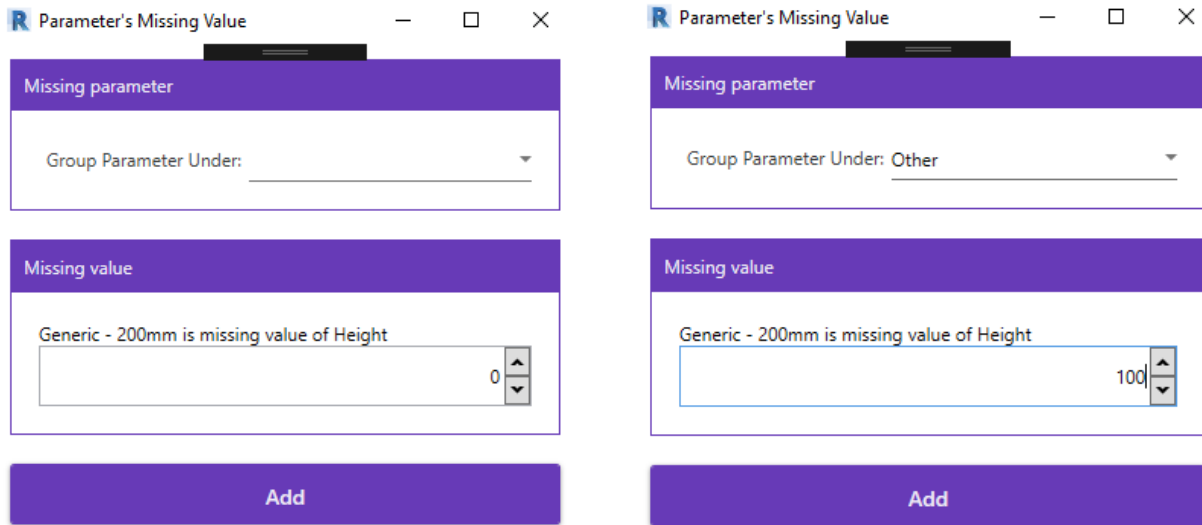 Parameter's Missing Value
Missing parameter
Group Parameter Under:
Missing value
Generic - 200mm is missing value of Height
0
Add
Parameter's Missing Value
Missing parameter
Group Parameter Under: Other
Missing value
Generic - 200mm is missing value of Height
100
Add